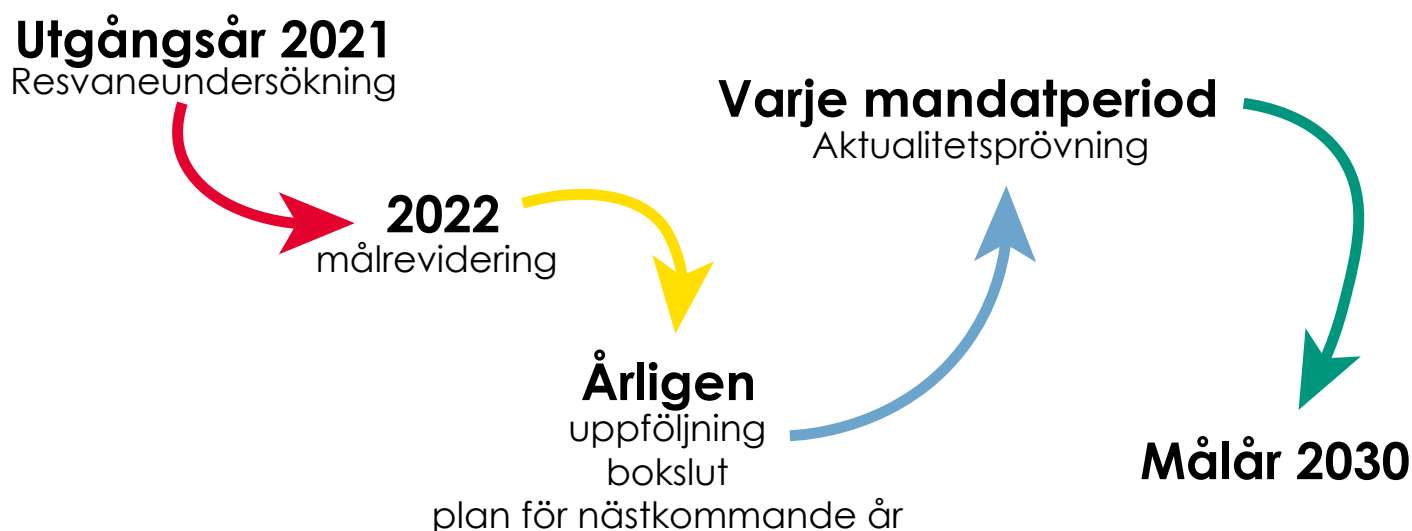 Utgångsår 2021
Resvaneundersökning
2022
målrevidering
Årligen
uppföljning
bokslut
plan för nästkommande år
Varje mandatperiod
Aktualitetsprövning
Målår 2030